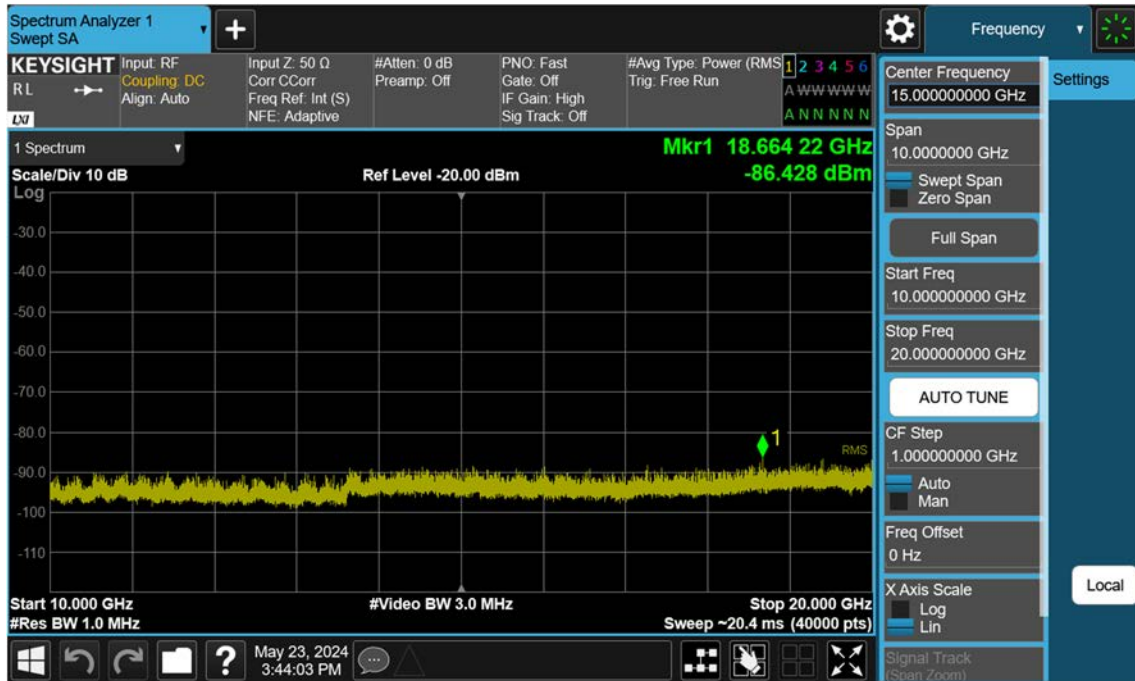 Spectrum Analyzer 1
Swept SA
Frequency
KEYSIGHT
R L
LXI
Input: RF
Coupling: DC
Align: Auto
Input Z: 50 Ω
Corr CCorr
Freq Ref: Int (S)
NFE: Adaptive
#Atten: 0 dB
Preamp: Off
PNO: Fast
Gate: Off
IF Gain: High
Sig Track: Off
#Avg Type: Power (RMS
Trig: Free Run
1 2 3 4 5 6
A W W W W W
A N N N N N
1 Spectrum
Scale/Div 10 dB
Ref Level -20.00 dBm
Mkr1 18.664 22 GHz
-86.428 dBm
Log
-30.0
-40.0
-50.0
-60.0
-70.0
-80.0
-90.0
-100
-110
1
RMS
Start 10.000 GHz
#Video BW 3.0 MHz
Stop 20.000 GHz
#Res BW 1.0 MHz
Sweep ~20.4 ms (40000 pts)
May 23, 2024
3:44:03 PM
Center Frequency
15.000000000 GHz
Span
10.0000000 GHz
Swept Span
Zero Span
Full Span
Start Freq
10.000000000 GHz
Stop Freq
20.000000000 GHz
AUTO TUNE
CF Step
1.000000000 GHz
Auto
Man
Freq Offset
0 Hz
X Axis Scale
Log
Lin
Signal Track
(Span Zoom)
Settings
Local